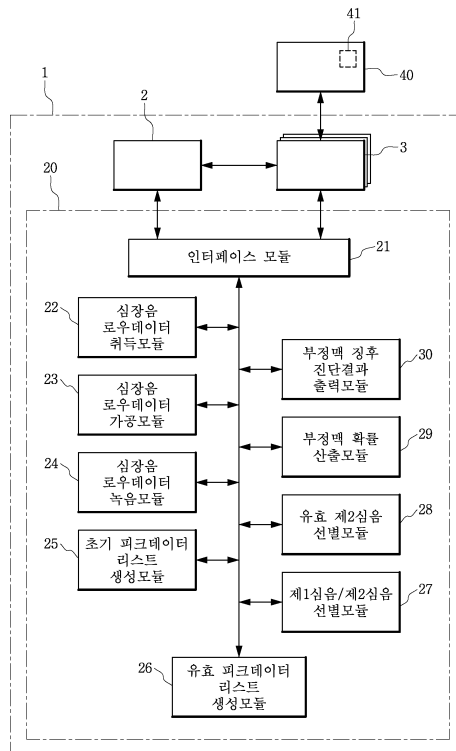 41
40
1
2
3
20
인터페이스 모듈
21
22
심장음
로우데이터
취득모듈
23
심장음
로우데이터
가공모듈
24
심장음
로우데이터
녹음모듈
25
초기 피크데이터
리스트
생성모듈
부정맥 징후
진단결과
출력모듈
30
부정맥 확률
산출모듈
29
유효 제2심음
선별모듈
28
제1심음/제2심음
선별모듈
27
26
유효 피크데이터
리스트
생성모듈